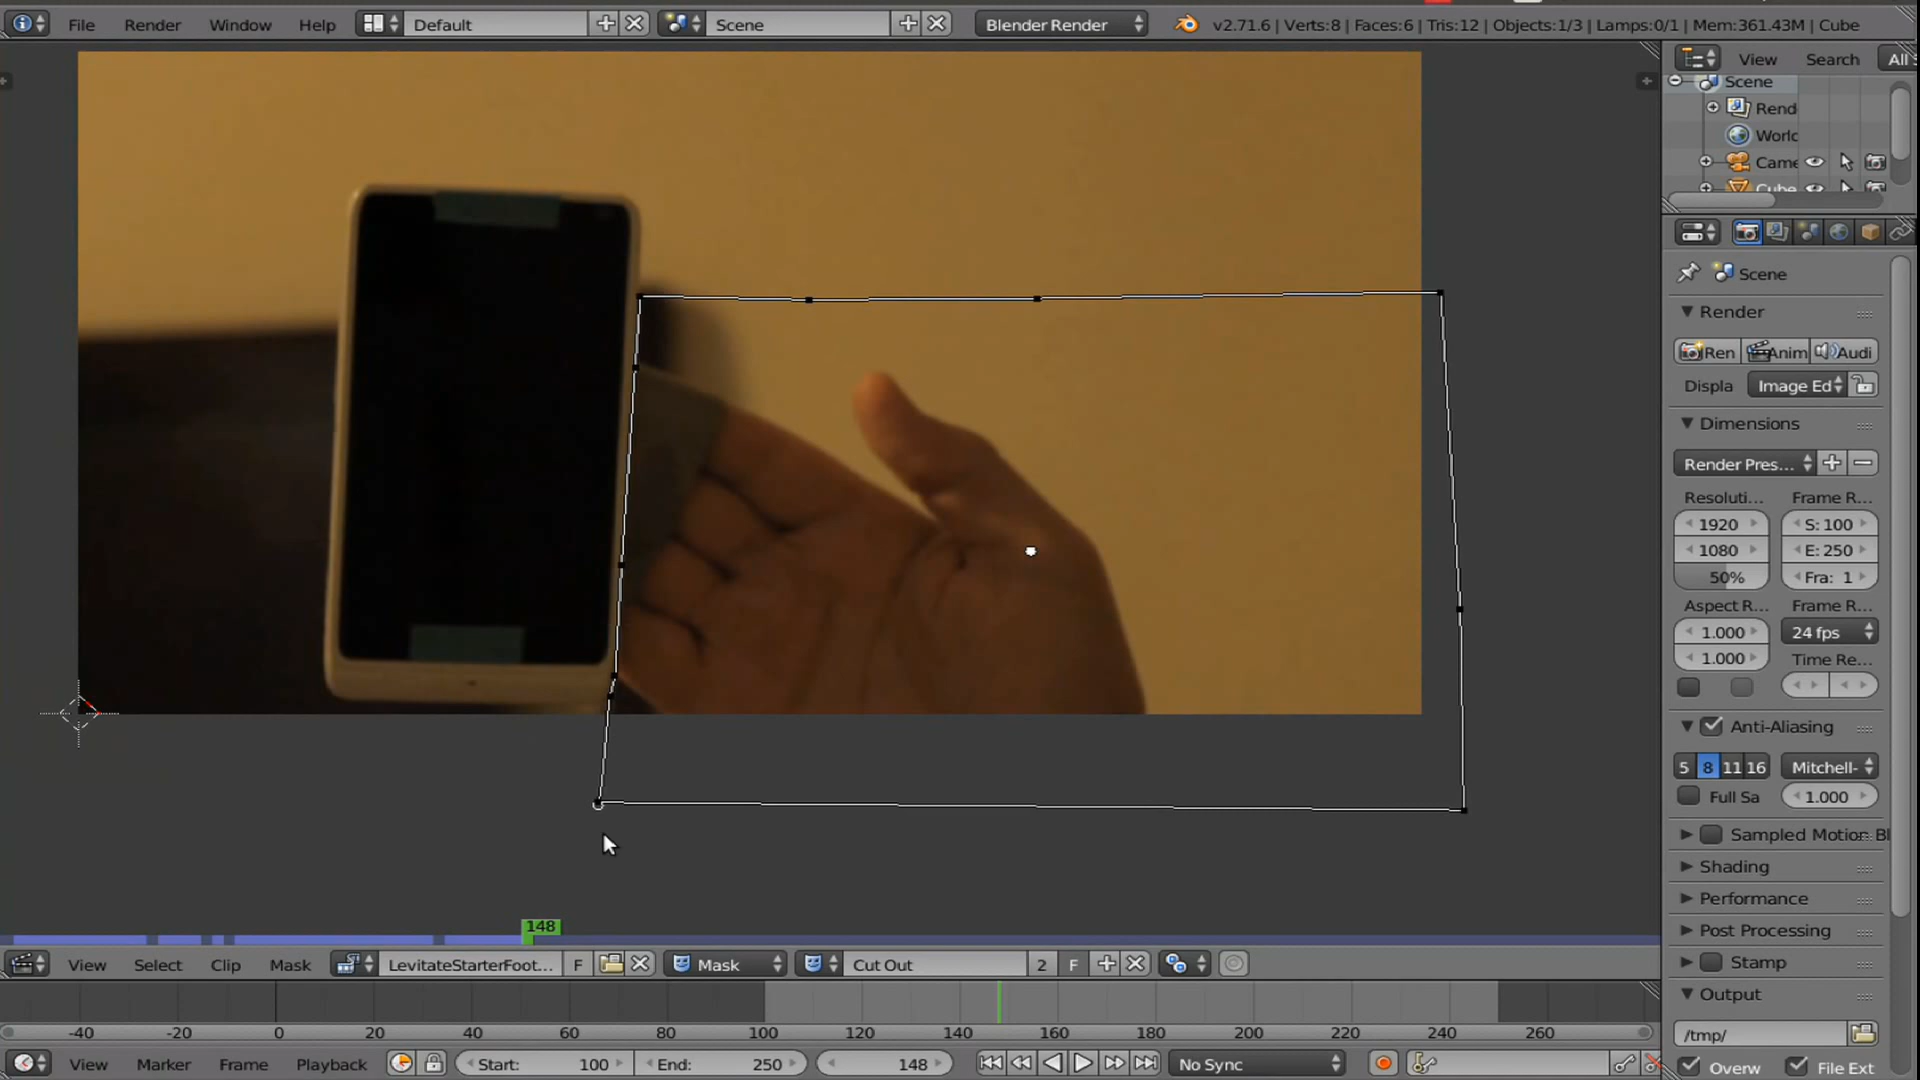 File Render Window Help Default Scene Blender Render v2.71.6 | Verts:8 | Faces:6 | Tris:12 | Objects:1/3 | Lamps:0/1 | Mem:361.43M | Cube
View Search All S
Scene
Rend
World
Came
Cube
Scene
Render
Ren Anim Audi
Displa Image Ed
Dimensions
Render Pres...
Resoluti... Frame R...
1920 S: 100
1080 E: 250
50% Fra: 1
Aspect R... Frame R...
1.000 24 fps
1.000 Time Re...
Anti-Aliasing
5 8 11 16 Mitchell-
Full Sa 1.000
Sampled Motion Bl
Shading
Performance
148
Post Processing
View Select Clip Mask LevitateStarterFoot... F Mask Cut Out 2 F
Stamp
Output
-40 -20 0 20 40 60 80 100 120 140 160 180 200 220 240 260
/tmp/
View Marker Frame Playback Start: 100 End: 250 148 No Sync
Overw File Ext